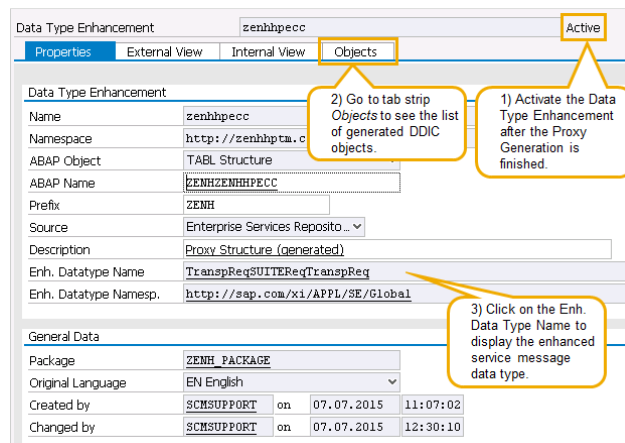 Data Type Enhancement zenhhpecc Active
Properties External View Internal View Objects
Data Type Enhancement
Name zenhhpecc
Namespace http://zenhhptm.c
ABAP Object TABL Structure
ABAP Name ZENHZENHHPECC
Prefix ZENH
Source Enterprise Services Reposito...
Description Proxy Structure (generated)
Enh. Datatype Name TranspReqSUITEReqTranspReq
Enh. Datatype Namesp. http://sap.com/xi/APPL/SE/Global
2) Go to tab strip
Objects to see the list
of generated DDIC
objects.
1) Activate the Data
Type Enhancement
after the Proxy
Generation is
finished.
3) Click on the Enh.
Data Type Name to
display the enhanced
service message
data type.
General Data
Package ZENH_PACKAGE
Original Language EN English
Created by SCMSUPPORT on 07.07.2015 11:07:02
Changed by SCMSUPPORT on 07.07.2015 12:30:10